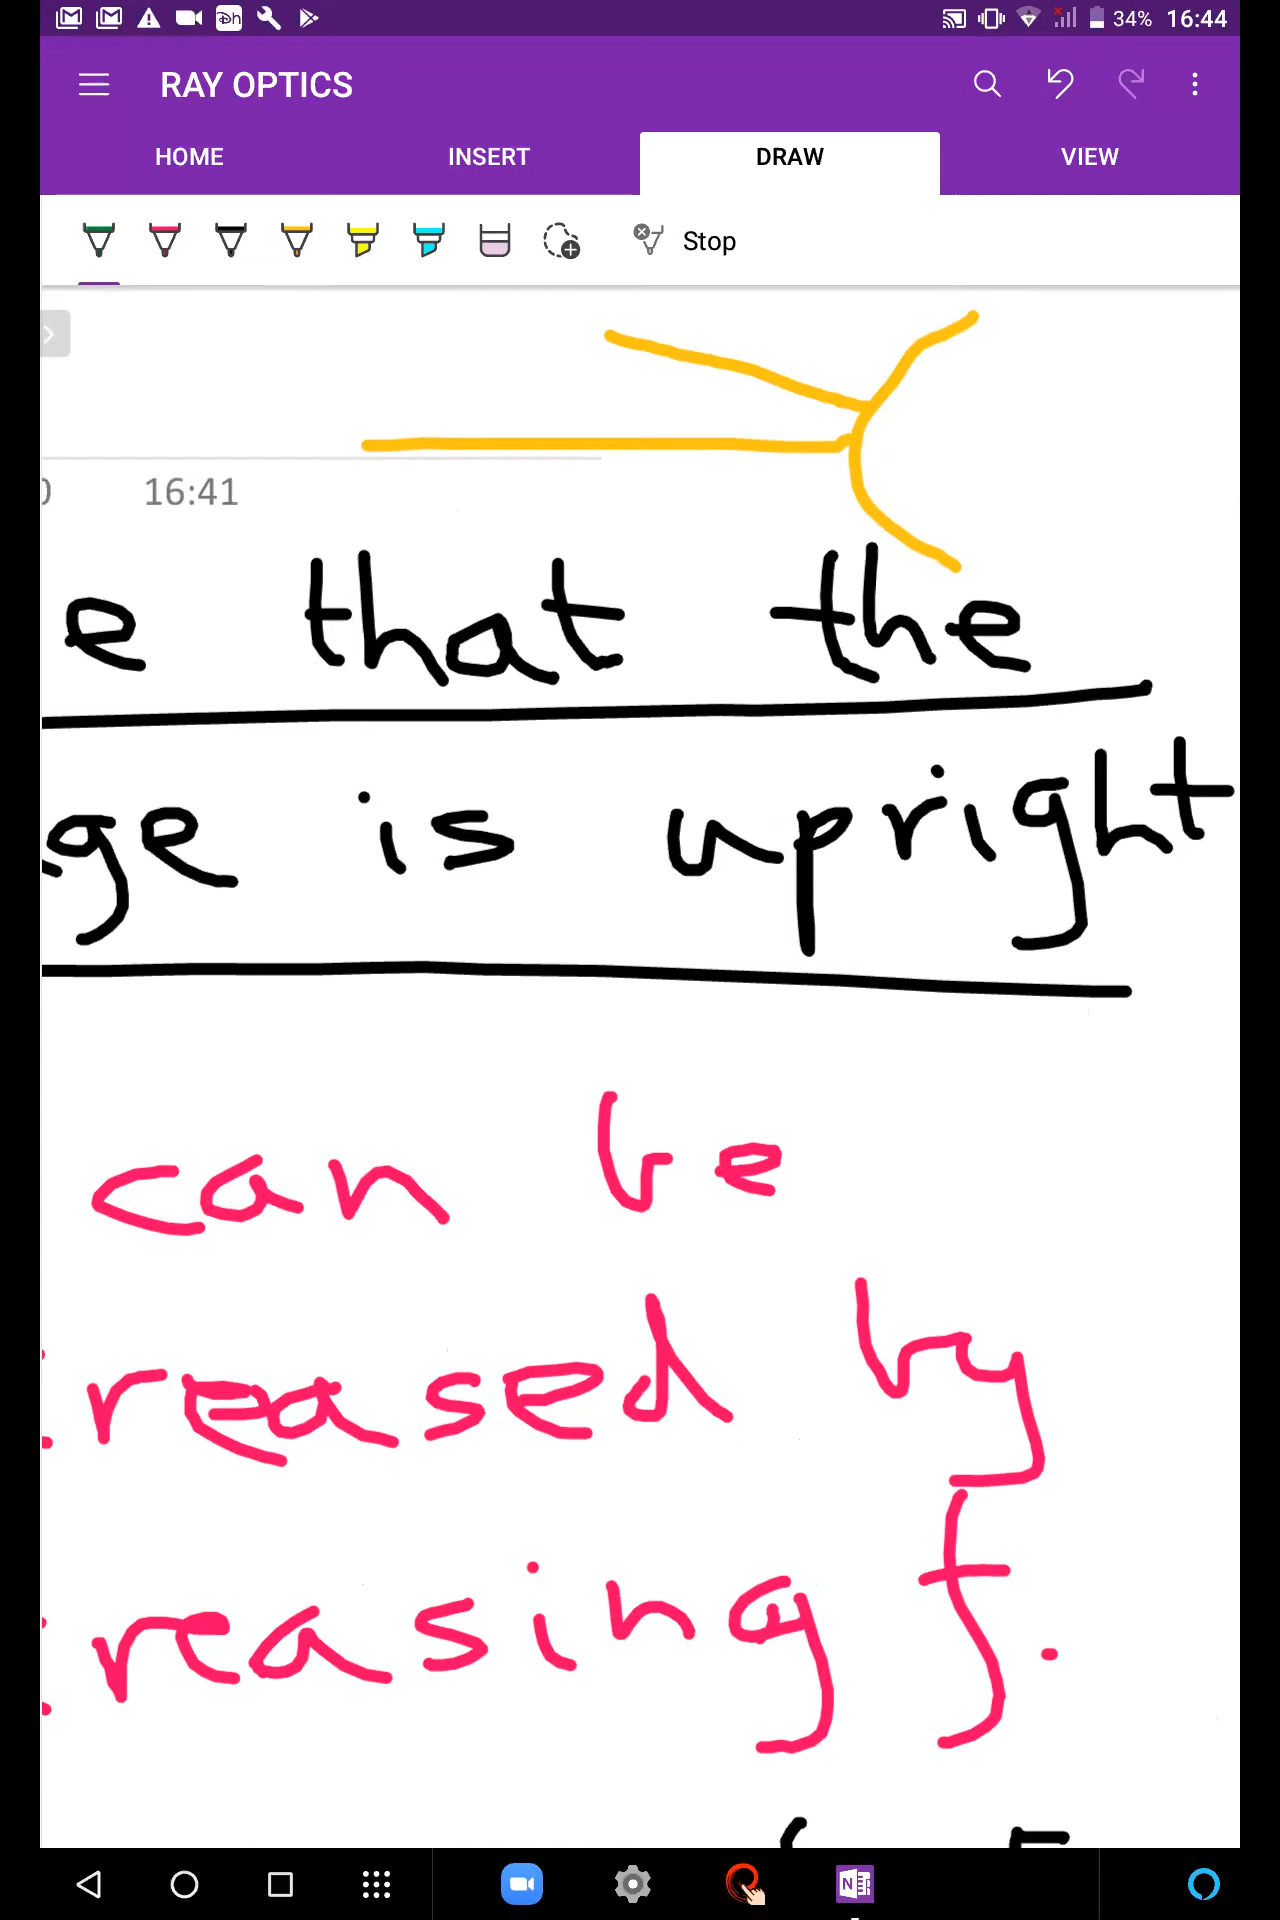 34% 16:44
RAY OPTICS
HOME INSERT DRAW VIEW
Stop
16:41
e that the
ge is upright
can be
reased by
reasing f.